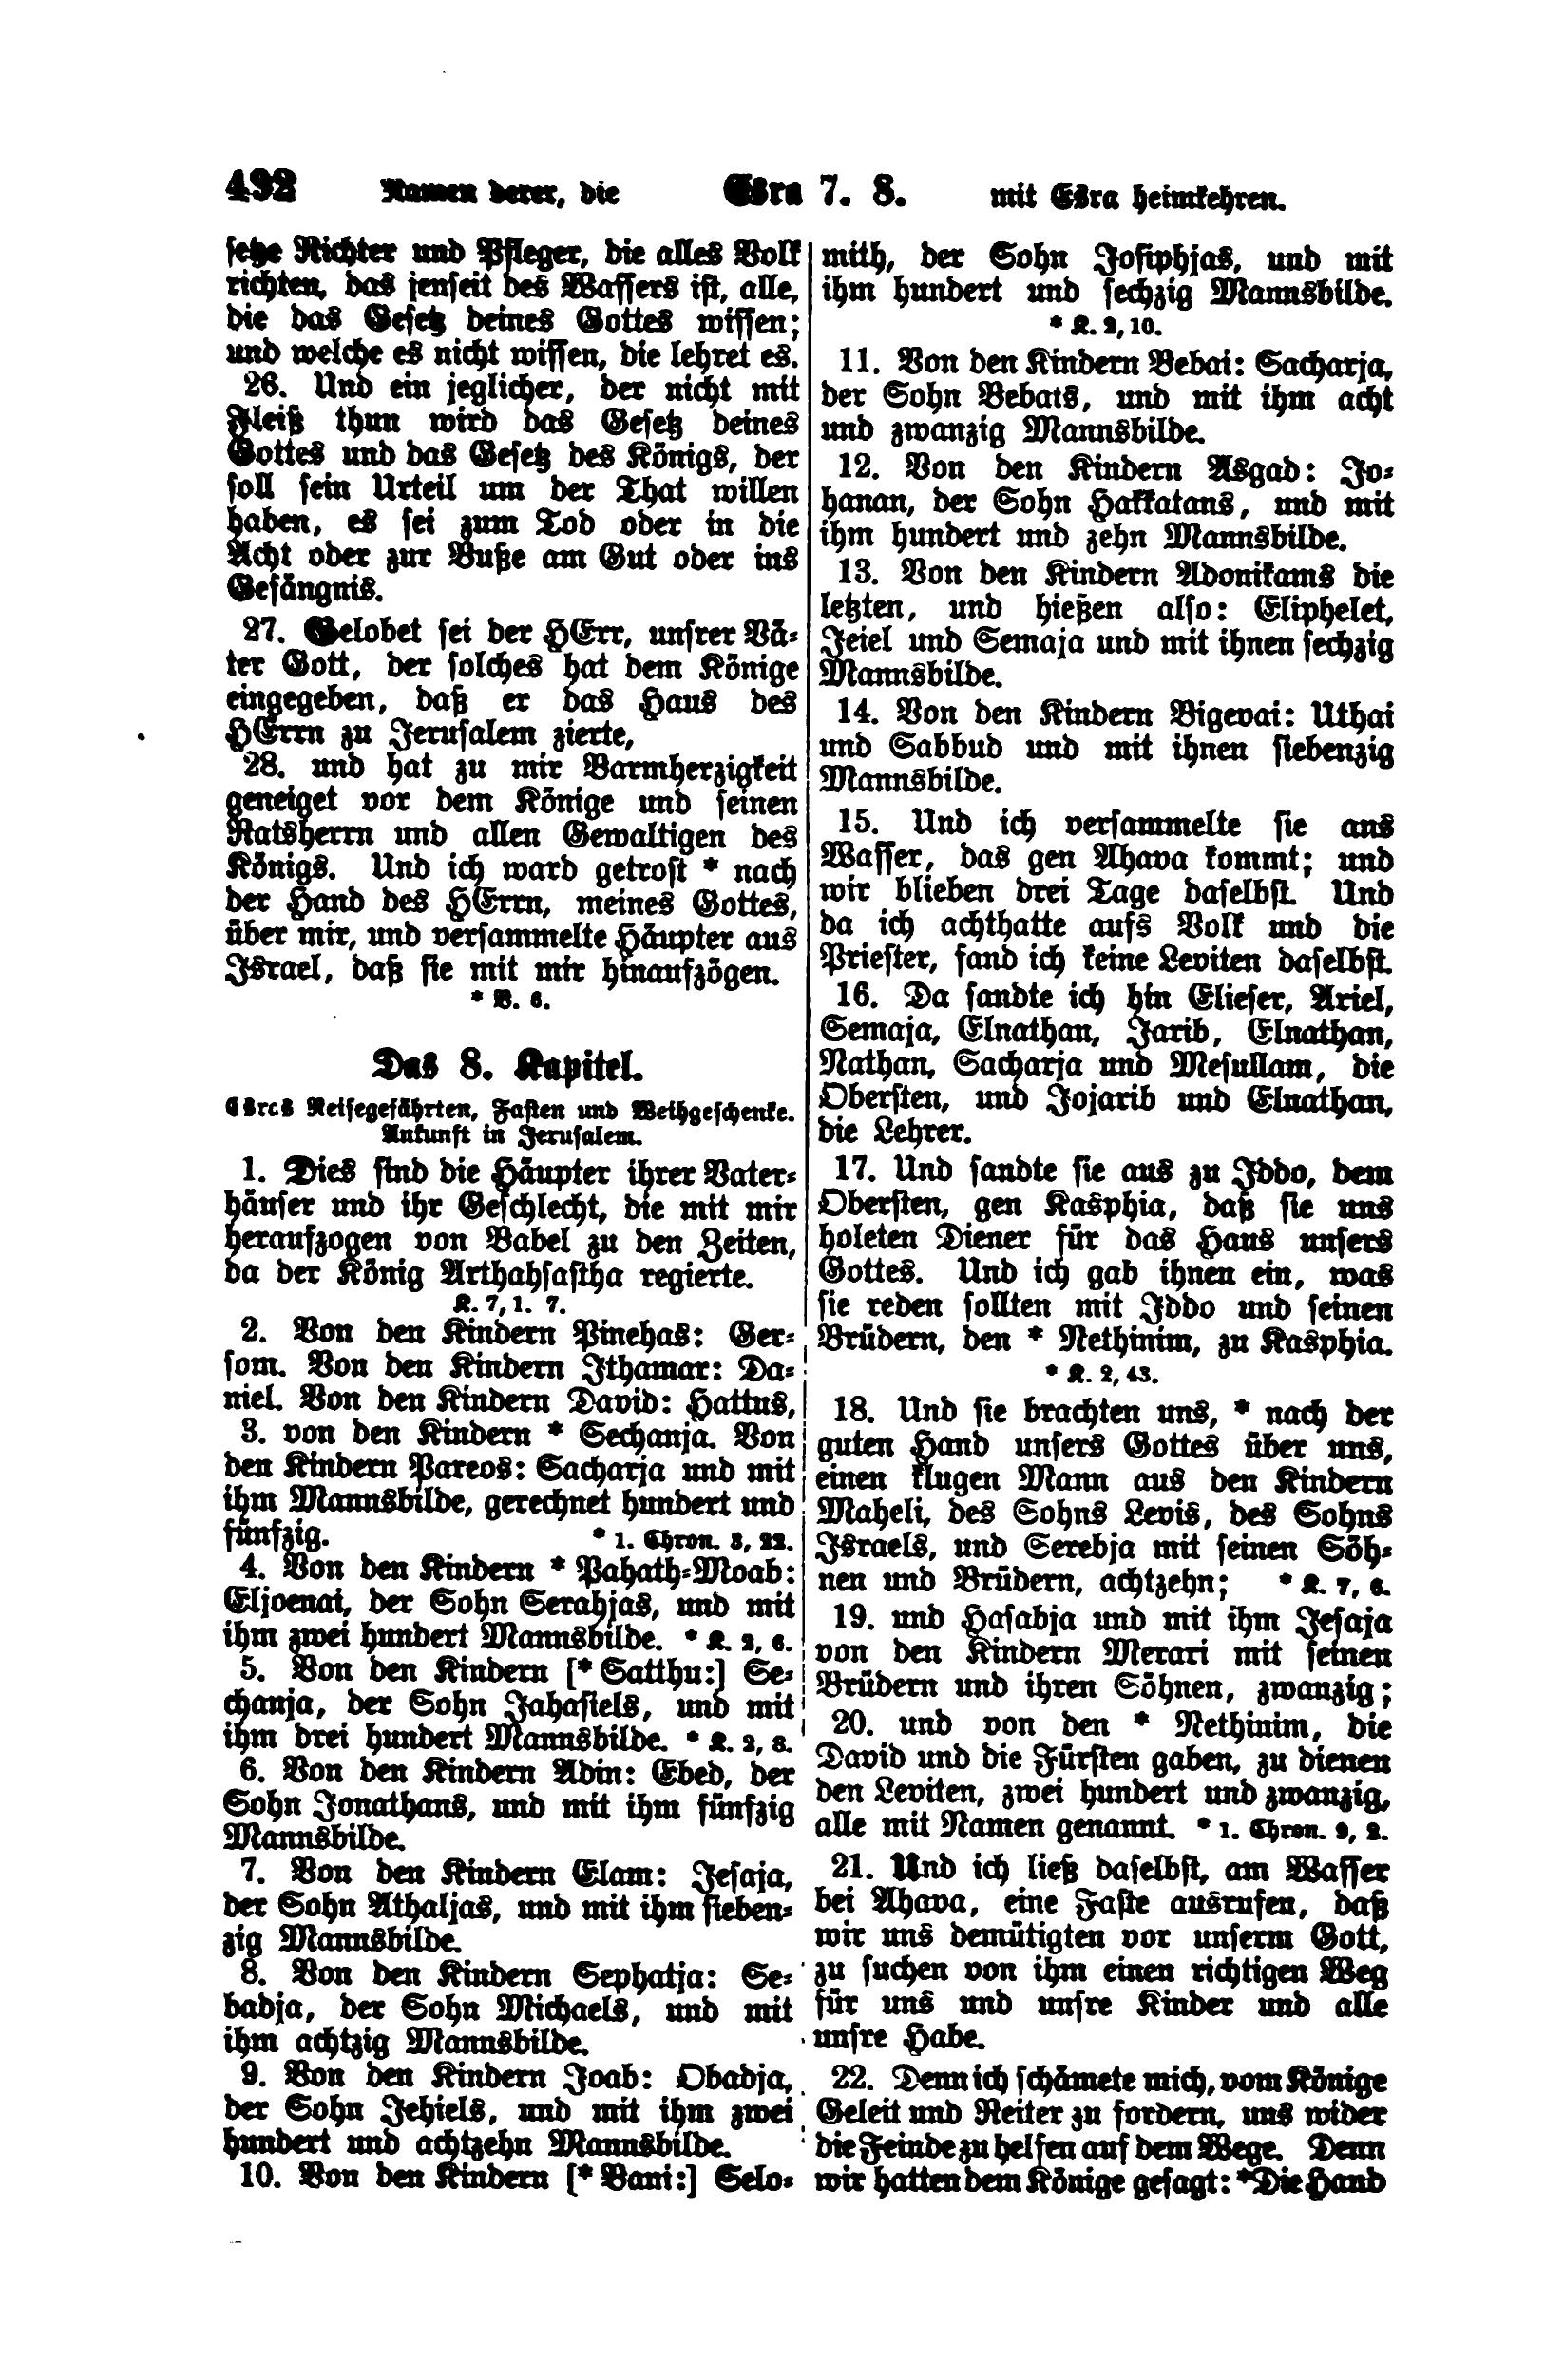 492 Namen derer, die Esra 7. 8. mit Esra heimkehren.
setze Richter und Pfleger, die alles Volk
richten, das jenseit des Wassers ist, alle,
die das Gesetz deines Gottes wissen;
und welche es nicht wissen, die lehret es.
26. Und ein jeglicher, der nicht mit
Fleiß thun wird das Gesetz deines
Gottes und das Gesetz des Königs, der
soll sein Urteil um der That willen
haben, es sei zum Tod oder in die
Acht oder zur Buße am Gut oder ins
Gefängnis.
27. Gelobet sei der HErr, unsrer Vä-
ter Gott, der solches hat dem Könige
eingegeben, daß er das Haus des
HErrn zu Jerusalem zierte,
28. und hat zu mir Barmherzigkeit
geneiget vor dem Könige und seinen
Ratsherrn und allen Gewaltigen des
Königs. Und ich ward getrost * nach
der Hand des HErrn, meines Gottes,
über mir, und versammelte Häupter aus
Israel, daß sie mit mir hinaufzögen.
* V. 6.
Das 8. Kapitel.
Esras Reisegefährten, Fasten und Weihgeschenke.
Ankunft in Jerusalem.
1. Dies sind die Häupter ihrer Vater-
häuser und ihr Geschlecht, die mit mir
heraufzogen von Babel zu den Zeiten,
da der König Arthahsastha regierte.
K. 7, 1. 7.
2. Von den Kindern Pinehas: Ger-
som. Von den Kindern Ithamar: Da-
niel. Von den Kindern David: Hattus,
3. von den Kindern * Sechanja. Von
den Kindern Pareos: Sacharja und mit
ihm Mannsbilde, gerechnet hundert und
fünfzig. * 1. Chron. 3, 22.
4. Von den Kindern * Pahath-Moab:
Eljoenai, der Sohn Serahjas, und mit
ihm zwei hundert Mannsbilde. * K. 2, 6.
5. Von den Kindern [* Satthu:] Se-
chanja, der Sohn Jahasiels, und mit
ihm drei hundert Mannsbilde. * K. 2, 8.
6. Von den Kindern Adin: Ebed, der
Sohn Jonathans, und mit ihm fünfzig
Mannsbilde.
7. Von den Kindern Elam: Jesaja,
der Sohn Athaljas, und mit ihm sieben-
zig Mannsbilde.
8. Von den Kindern Sephatja: Se-
badja, der Sohn Michaels, und mit
ihm achtzig Mannsbilde.
9. Von den Kindern Joab: Obadja,
der Sohn Jehiels, und mit ihm zwei
hundert und achtzehn Mannsbilde.
10. Von den Kindern [* Bani:] Selo-
mith, der Sohn Josiphjas, und mit
ihm hundert und sechzig Mannsbilde.
* K. 2, 10.
11. Von den Kindern Bebai: Sacharja,
der Sohn Bebais, und mit ihm acht
und zwanzig Mannsbilde.
12. Von den Kindern Asgad: Jo-
hanan, der Sohn Hakkatans, und mit
ihm hundert und zehn Mannsbilde.
13. Von den Kindern Adonikams die
letzten, und hießen also: Eliphelet,
Jeiel und Semaja und mit ihnen sechzig
Mannsbilde.
14. Von den Kindern Bigevai: Uthai
und Sabbud und mit ihnen siebenzig
Mannsbilde.
15. Und ich versammelte sie ans
Wasser, das gen Ahava kommt; und
wir blieben drei Tage daselbst. Und
da ich achthatte aufs Volk und die
Priester, fand ich keine Leviten daselbst.
16. Da sandte ich hin Elieser, Ariel,
Semaja, Elnathan, Jarib, Elnathan,
Nathan, Sacharja und Mesullam, die
Obersten, und Jojarib und Elnathan,
die Lehrer.
17. Und sandte sie aus zu Iddo, dem
Obersten, gen Kasphia, daß sie uns
holeten Diener für das Haus unsers
Gottes. Und ich gab ihnen ein, was
sie reden sollten mit Iddo und seinen
Brüdern, den * Nethinim, zu Kasphia.
* K. 2, 43.
18. Und sie brachten uns, * nach der
guten Hand unsers Gottes über uns,
einen klugen Mann aus den Kindern
Maheli, des Sohns Levis, des Sohns
Israels, und Serebja mit seinen Söh-
nen und Brüdern, achtzehn; * K. 7, 6.
19. und Hasabja und mit ihm Jesaja
von den Kindern Merari mit seinen
Brüdern und ihren Söhnen, zwanzig;
20. und von den * Nethinim, die
David und die Fürsten gaben, zu dienen
den Leviten, zwei hundert und zwanzig,
alle mit Namen genannt. * 1. Chron. 9, 2.
21. Und ich ließ daselbst, am Wasser
bei Ahava, eine Faste ausrufen, daß
wir uns demütigten vor unserm Gott,
zu suchen von ihm einen richtigen Weg
für uns und unsre Kinder und alle
unsre Habe.
22. Denn ich schämete mich, vom Könige
Geleit und Reiter zu fordern, uns wider
die Feinde zu helfen auf dem Wege. Denn
wir hatten dem Könige gesagt: *Die Hand